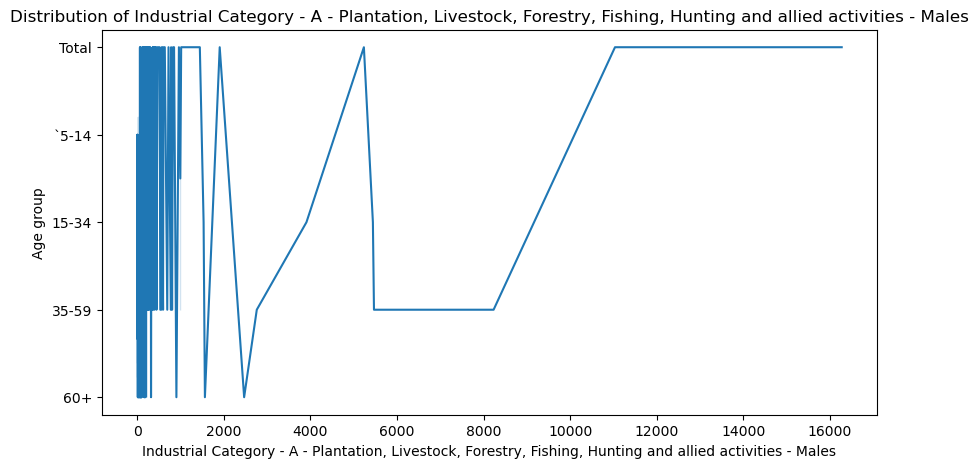 Distribution of Industrial Category - A - Plantation, Livestock, Forestry, Fishing, Hunting and allied activities - Males
Total
`5-14
15-34
35-59
60+
Age group
0 2000 4000 6000 8000 10000 12000 14000 16000
Industrial Category - A - Plantation, Livestock, Forestry, Fishing, Hunting and allied activities - Males